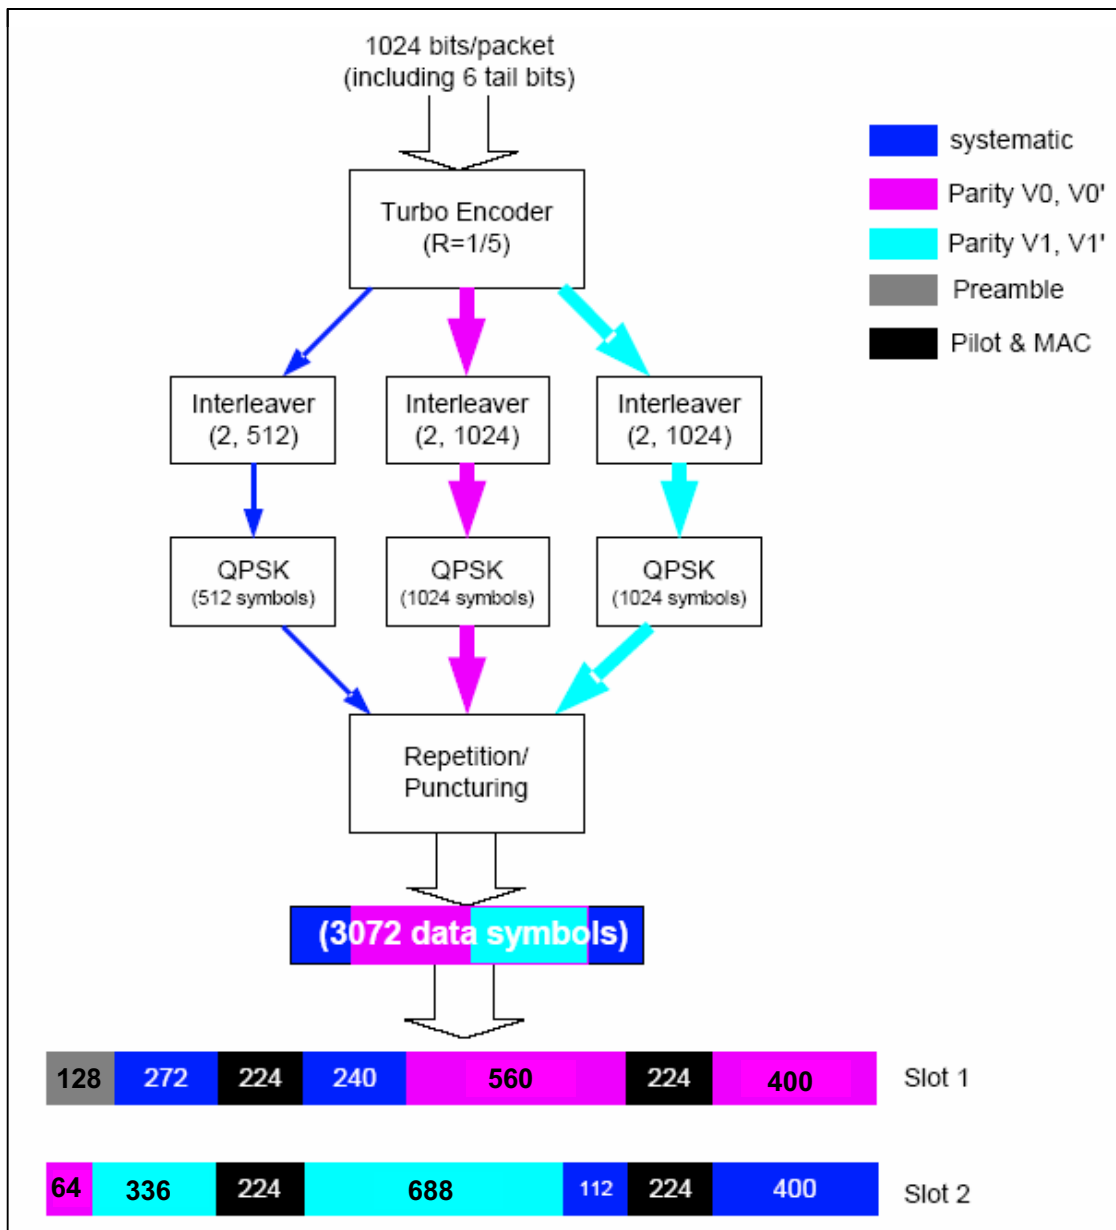 1024 bits/packet
(including 6 tail bits)
systematic
Parity V0, V0'
Parity V1, V1'
Preamble
Pilot & MAC
Turbo Encoder
(R=1/5)
Interleaver
(2, 512)
Interleaver
(2, 1024)
Interleaver
(2, 1024)
QPSK
(512 symbols)
QPSK
(1024 symbols)
QPSK
(1024 symbols)
Repetition/
Puncturing
(3072 data symbols)
128 272 224 240 560 224 400 Slot 1
64 336 224 688 112 224 400 Slot 2